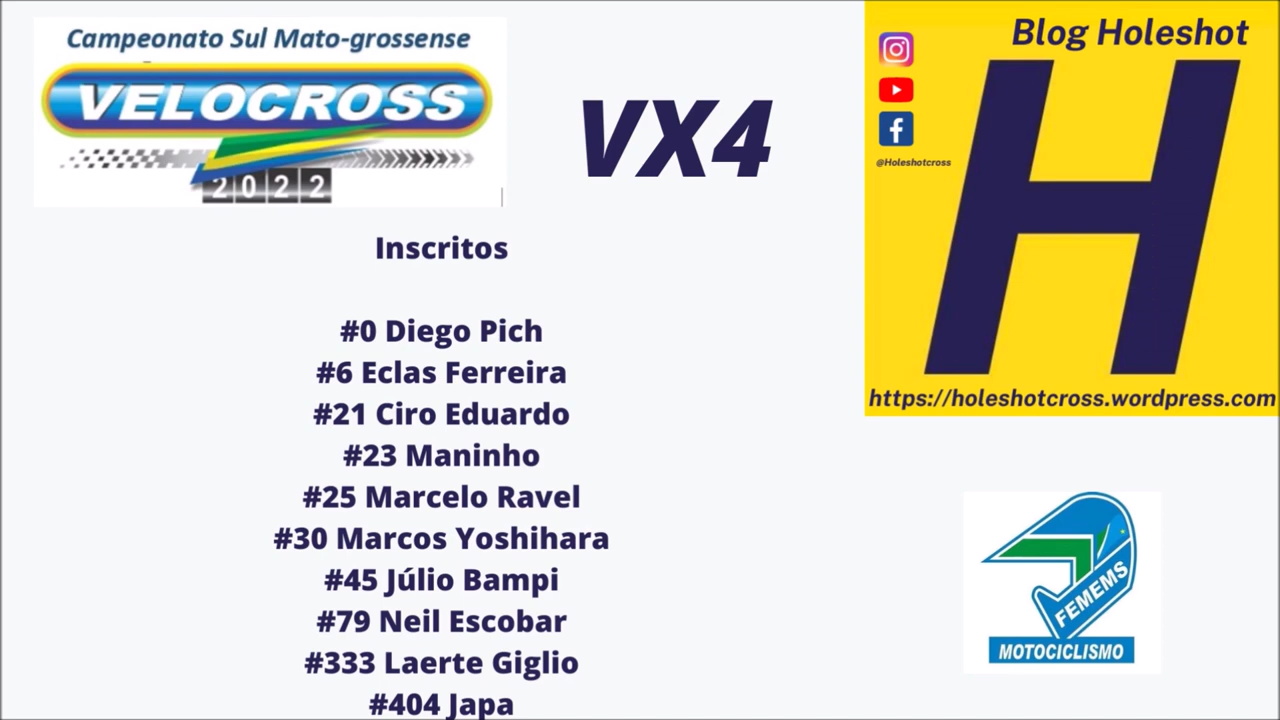 Campeonato Sul Mato-grossense
VELOCROSS
2022
VX4
Blog Holeshot
@Holeshotcross
H
https://holeshotcross.wordpress.com
Inscritos
#0 Diego Pich
#6 Eclas Ferreira
#21 Ciro Eduardo
#23 Maninho
#25 Marcelo Ravel
#30 Marcos Yoshihara
#45 Júlio Bampi
#79 Neil Escobar
#333 Laerte Giglio
#404 Japa
FEMEMS
MOTOCICLISMO